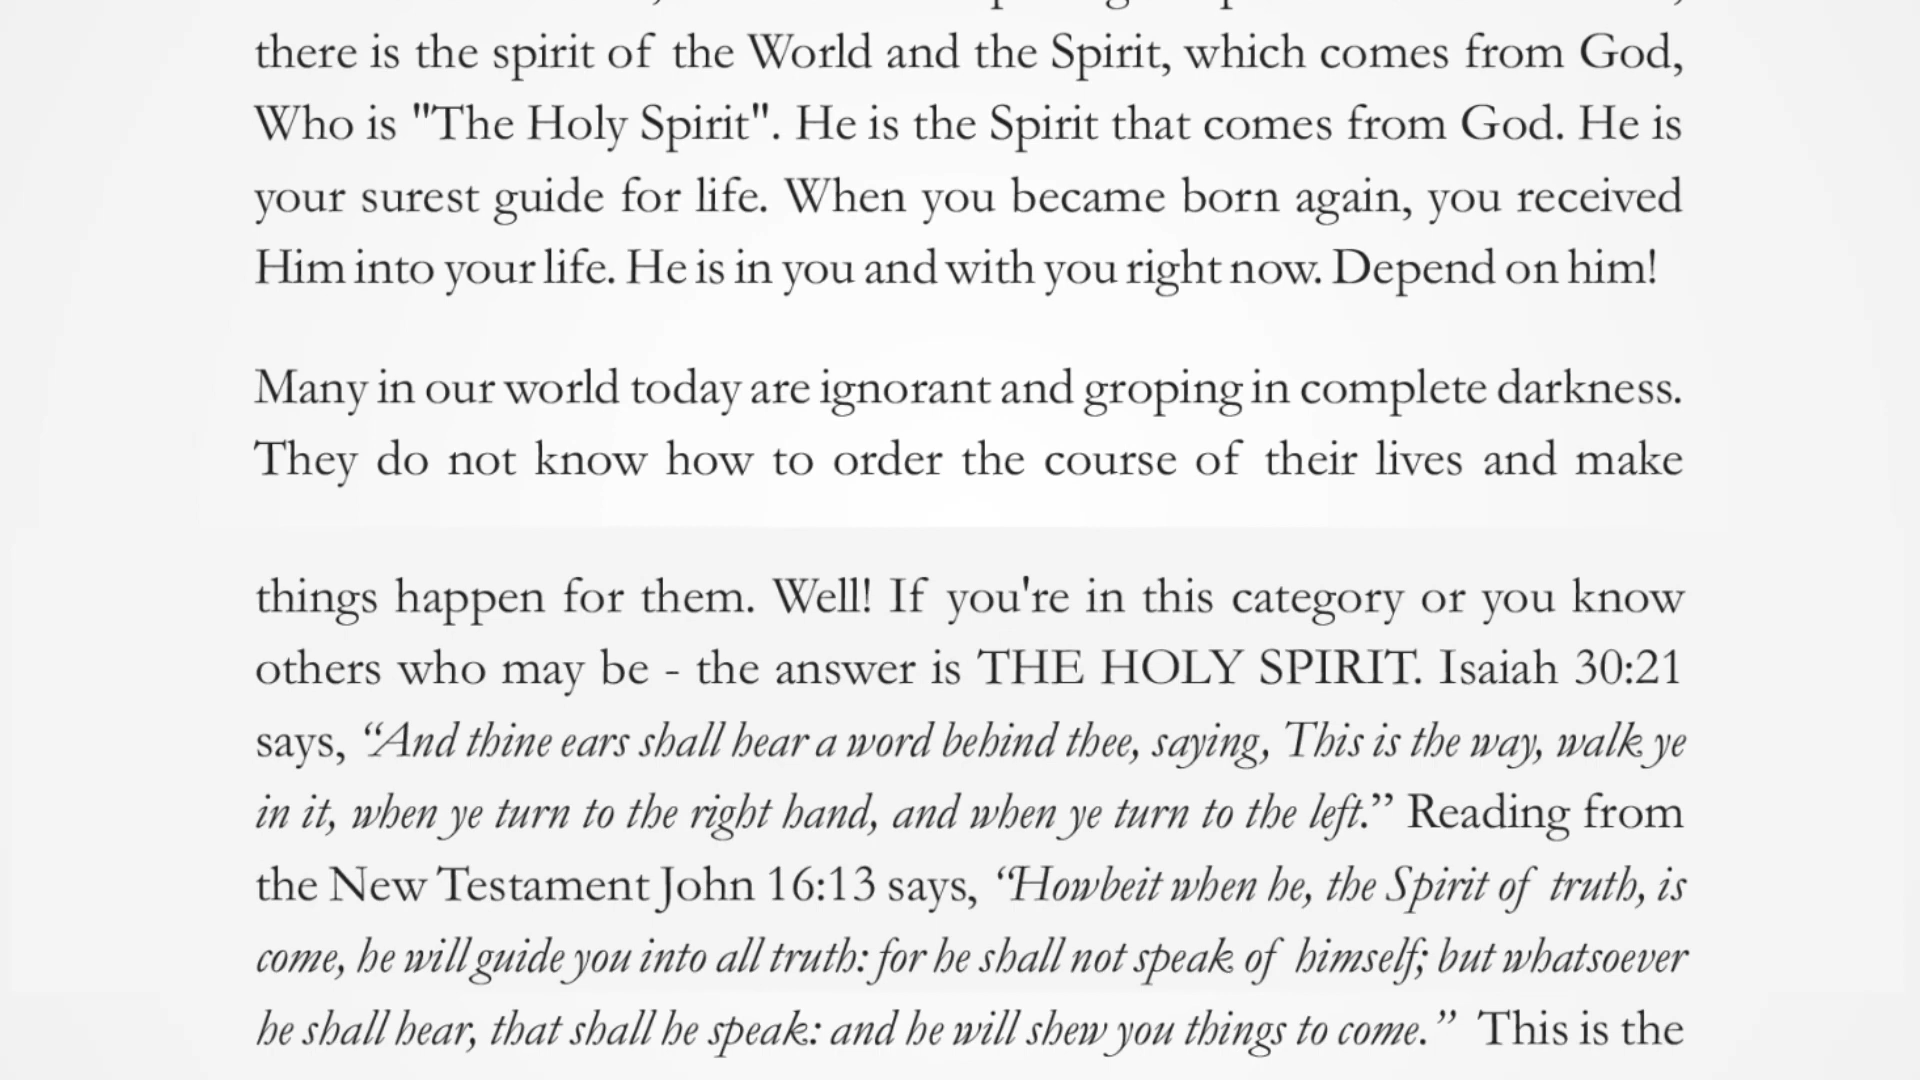 there is the spirit of the World and the Spirit, which comes from God,
Who is "The Holy Spirit". He is the Spirit that comes from God. He is
your surest guide for life. When you became born again, you received
Him into your life. He is in you and with you right now. Depend on him!
Many in our world today are ignorant and groping in complete darkness.
They do not know how to order the course of their lives and make
things happen for them. Well! If you're in this category or you know
others who may be - the answer is THE HOLY SPIRIT. Isaiah 30:21
says, “And thine ears shall hear a word behind thee, saying, This is the way, walk ye
in it, when ye turn to the right hand, and when ye turn to the left.” Reading from
the New Testament John 16:13 says, “Howbeit when he, the Spirit of truth, is
come, he will guide you into all truth: for he shall not speak of himself; but whatsoever
he shall hear, that shall he speak: and he will shew you things to come.” This is the